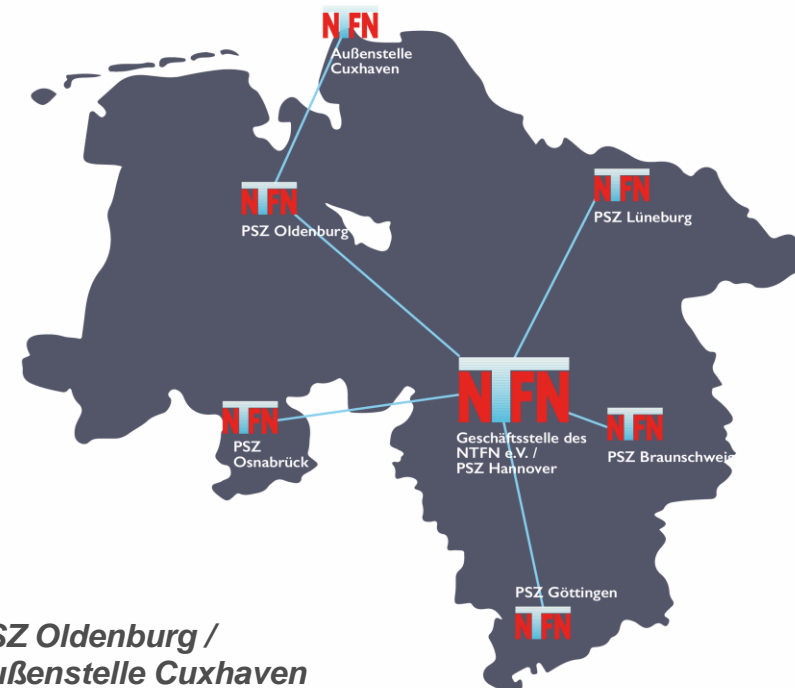 NTFN
Außenstelle
Cuxhaven
NTFN
PSZ Oldenburg
NTFN
PSZ Lüneburg
NTFN
Geschäftsstelle des
NTFN e.V. /
PSZ Hannover
NTFN
PSZ
Osnabrück
NTFN
PSZ Braunschweig
PSZ Göttingen
NTFN
SZ Oldenburg /
ußenstelle Cuxhaven